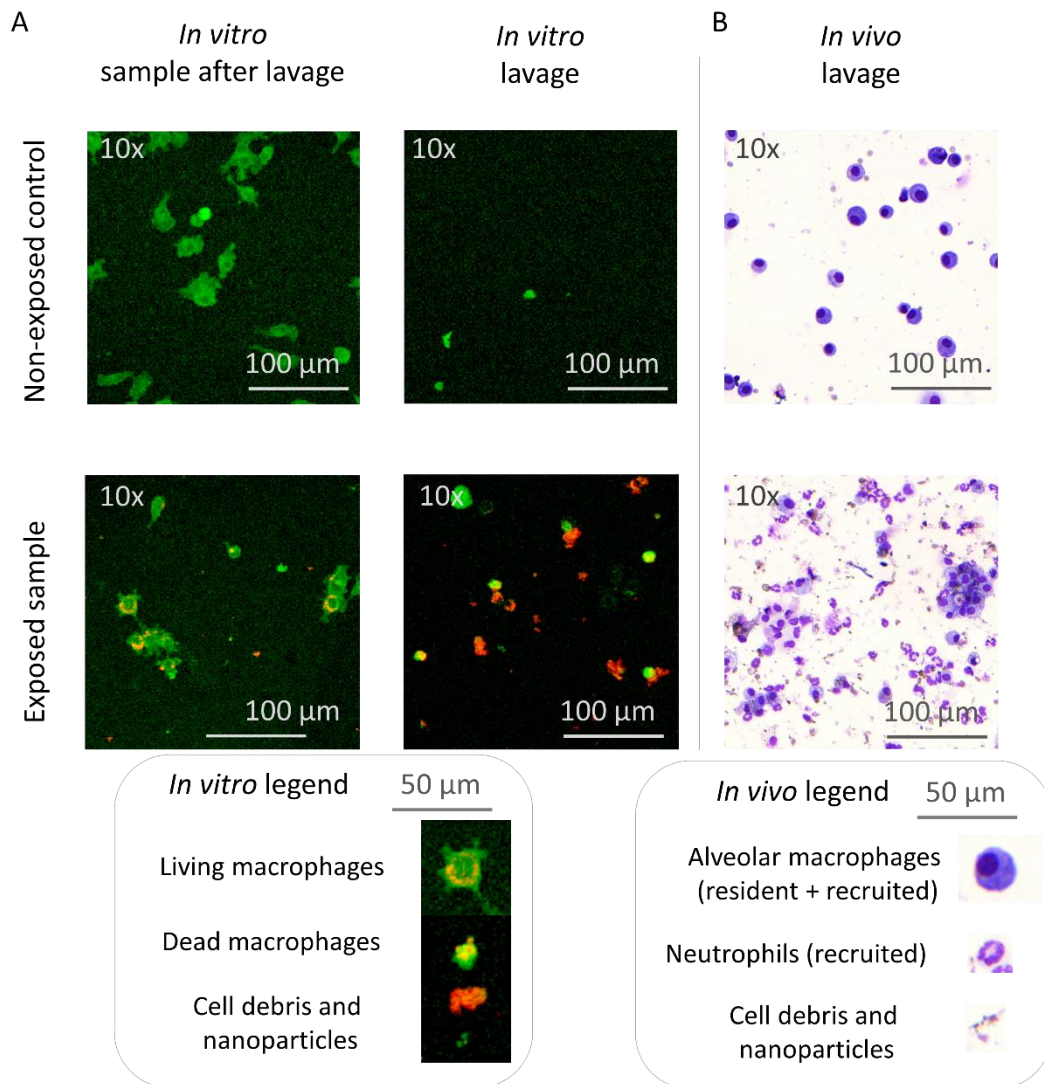 A
In vitro
sample after lavage
In vitro
lavage
B
In vivo
lavage
Non-exposed control
10x
100 µm
10x
100 µm
10x
100 µm
Exposed sample
10x
100 µm
10x
100 µm
10x
100 µm
In vitro legend
50 µm
Living macrophages
Dead macrophages
Cell debris and
nanoparticles
In vivo legend
50 µm
Alveolar macrophages
(resident + recruited)
Neutrophils (recruited)
Cell debris and
nanoparticles